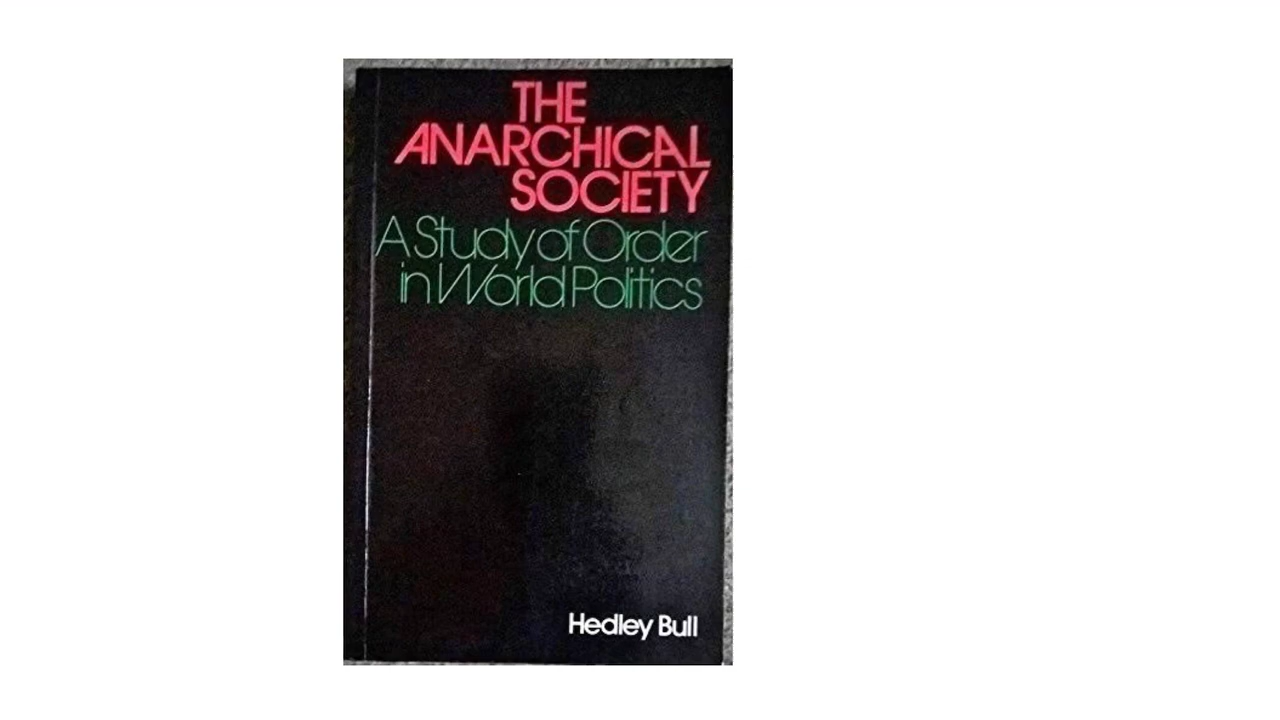 THE
ANARCHICAL
SOCIETY
A Study of Order
in World Politics
Hedley Bull